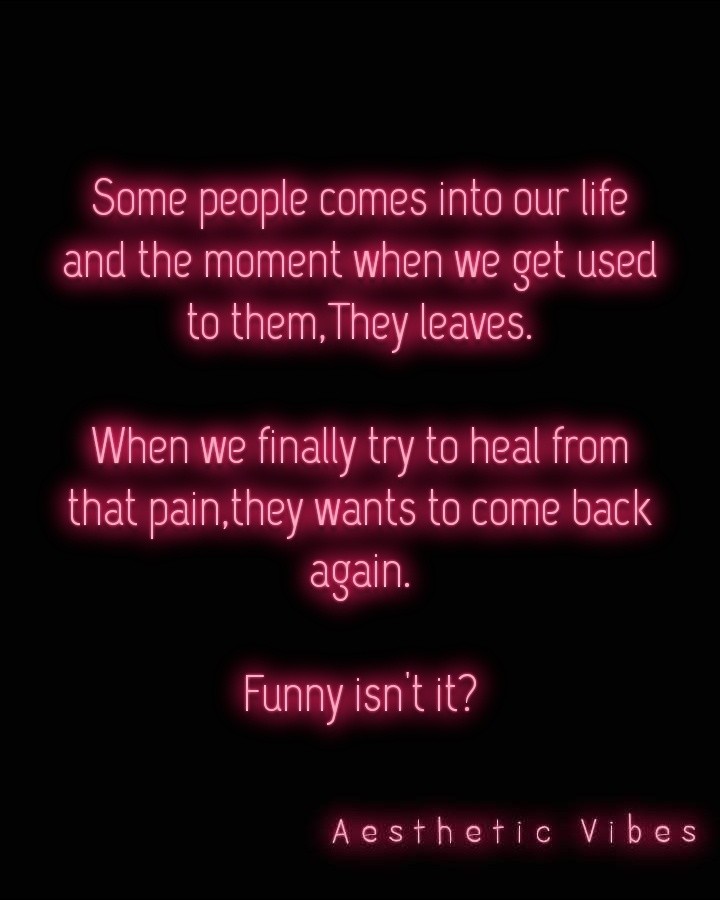 Some people comes into our life
and the moment when we get used
to them,They leaves.
When we finally try to heal from
that pain,they wants to come back
again.
Funny isn't it?
Aesthetic Vibes